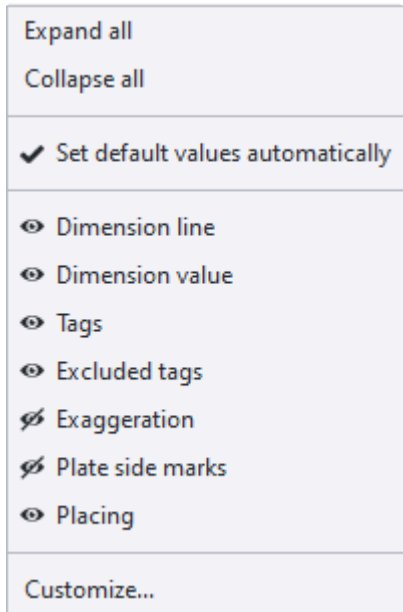 Expand all
Collapse all
Set default values automatically
Dimension line
Dimension value
Tags
Excluded tags
Exaggeration
Plate side marks
Placing
Customize...